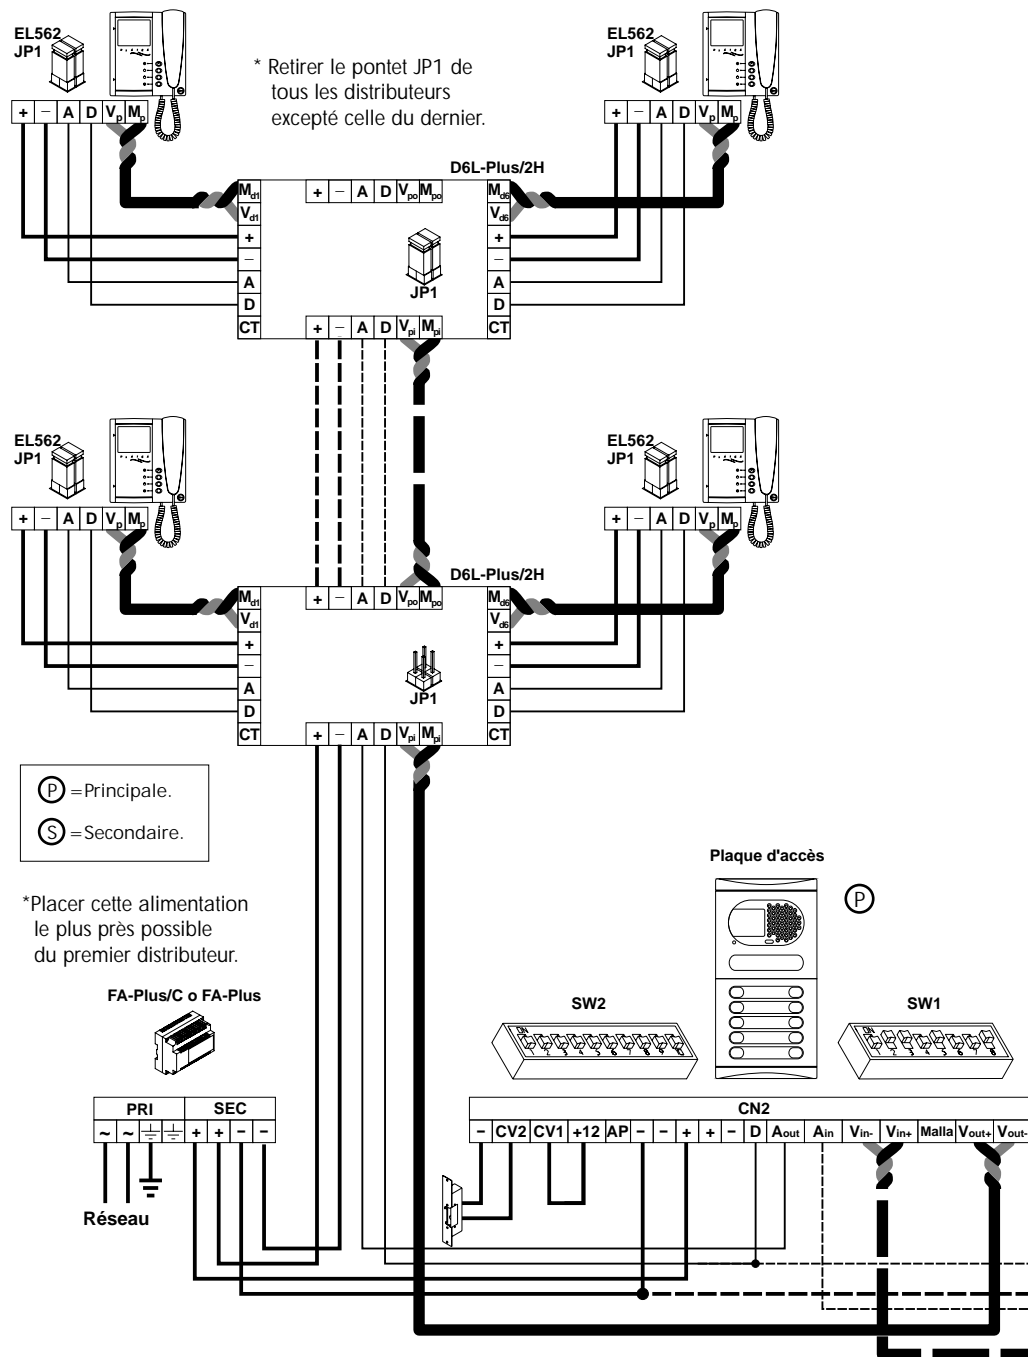 EL562
JP1
* Retirer le pontet JP1 de
tous les distributeurs
excepté celle du dernier.
EL562
JP1
+ − A D Vp Mp
+ − A D Vp Mp
D6L-Plus/2H
Md1 + − A D Vpo Mpo Md6
Vd1 Vd6
+ +
− −
A JP1 A
D D
CT + − A D Vpi Mpi CT
EL562
JP1
EL562
JP1
+ − A D Vp Mp
+ − A D Vp Mp
D6L-Plus/2H
Md1 + − A D Vpo Mpo Md6
Vd1 Vd6
+ +
− −
A JP1 A
D D
CT + − A D Vpi Mpi CT
P =Principale.
S =Secondaire.
Plaque d'accès
P
*Placer cette alimentation
le plus près possible
du premier distributeur.
FA-Plus/C o FA-Plus
SW2
SW1
PRI SEC
~ ~ + + − −
Réseau
CN2
− CV2 CV1 +12 AP − − + + − D Aout Ain Vin- Vin+ Malla Vout+ Vout-